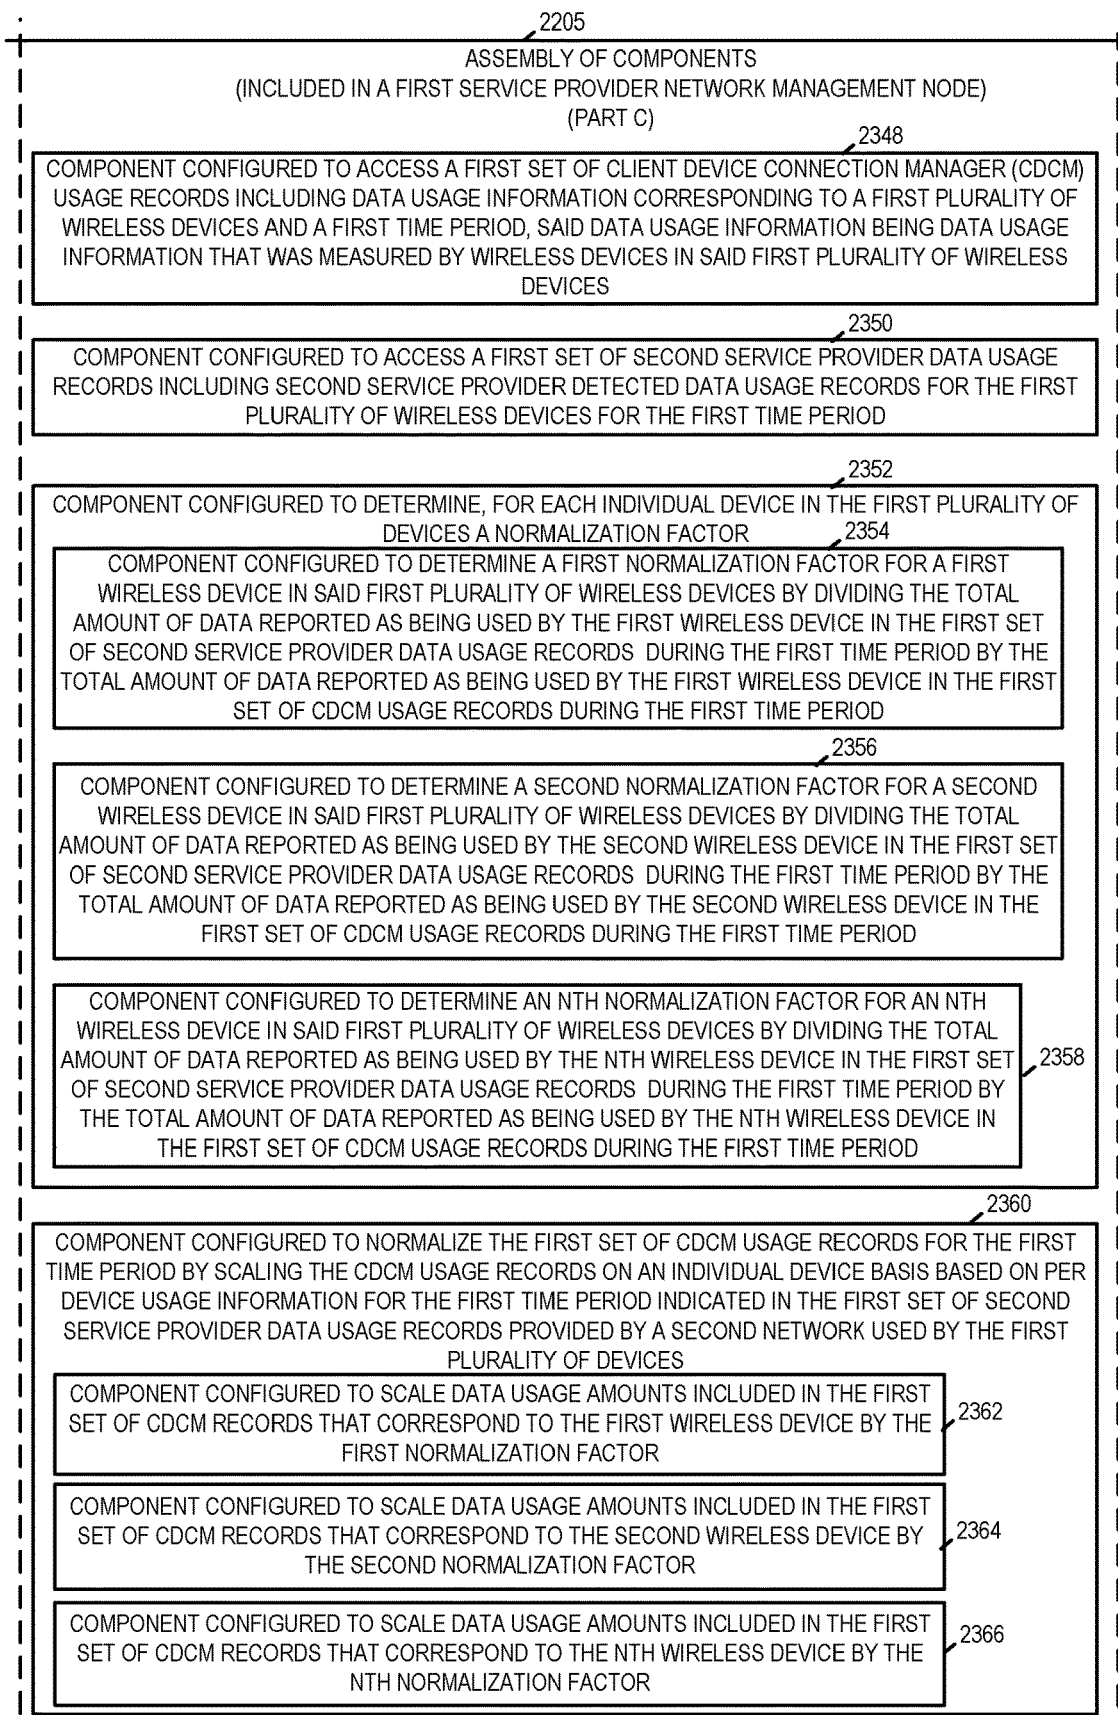 2205
ASSEMBLY OF COMPONENTS
(INCLUDED IN A FIRST SERVICE PROVIDER NETWORK MANAGEMENT NODE)
(PART C)
2348
COMPONENT CONFIGURED TO ACCESS A FIRST SET OF CLIENT DEVICE CONNECTION MANAGER (CDCM)
USAGE RECORDS INCLUDING DATA USAGE INFORMATION CORRESPONDING TO A FIRST PLURALITY OF
WIRELESS DEVICES AND A FIRST TIME PERIOD, SAID DATA USAGE INFORMATION BEING DATA USAGE
INFORMATION THAT WAS MEASURED BY WIRELESS DEVICES IN SAID FIRST PLURALITY OF WIRELESS
DEVICES
2350
COMPONENT CONFIGURED TO ACCESS A FIRST SET OF SECOND SERVICE PROVIDER DATA USAGE
RECORDS INCLUDING SECOND SERVICE PROVIDER DETECTED DATA USAGE RECORDS FOR THE FIRST
PLURALITY OF WIRELESS DEVICES FOR THE FIRST TIME PERIOD
2352
COMPONENT CONFIGURED TO DETERMINE, FOR EACH INDIVIDUAL DEVICE IN THE FIRST PLURALITY OF
DEVICES A NORMALIZATION FACTOR
2354
COMPONENT CONFIGURED TO DETERMINE A FIRST NORMALIZATION FACTOR FOR A FIRST
WIRELESS DEVICE IN SAID FIRST PLURALITY OF WIRELESS DEVICES BY DIVIDING THE TOTAL
AMOUNT OF DATA REPORTED AS BEING USED BY THE FIRST WIRELESS DEVICE IN THE FIRST SET
OF SECOND SERVICE PROVIDER DATA USAGE RECORDS DURING THE FIRST TIME PERIOD BY THE
TOTAL AMOUNT OF DATA REPORTED AS BEING USED BY THE FIRST WIRELESS DEVICE IN THE FIRST
SET OF CDCM USAGE RECORDS DURING THE FIRST TIME PERIOD
2356
COMPONENT CONFIGURED TO DETERMINE A SECOND NORMALIZATION FACTOR FOR A SECOND
WIRELESS DEVICE IN SAID FIRST PLURALITY OF WIRELESS DEVICES BY DIVIDING THE TOTAL
AMOUNT OF DATA REPORTED AS BEING USED BY THE SECOND WIRELESS DEVICE IN THE FIRST SET
OF SECOND SERVICE PROVIDER DATA USAGE RECORDS DURING THE FIRST TIME PERIOD BY THE
TOTAL AMOUNT OF DATA REPORTED AS BEING USED BY THE SECOND WIRELESS DEVICE IN THE
FIRST SET OF CDCM USAGE RECORDS DURING THE FIRST TIME PERIOD
COMPONENT CONFIGURED TO DETERMINE AN NTH NORMALIZATION FACTOR FOR AN NTH
WIRELESS DEVICE IN SAID FIRST PLURALITY OF WIRELESS DEVICES BY DIVIDING THE TOTAL
AMOUNT OF DATA REPORTED AS BEING USED BY THE NTH WIRELESS DEVICE IN THE FIRST SET
2358
OF SECOND SERVICE PROVIDER DATA USAGE RECORDS DURING THE FIRST TIME PERIOD BY
THE TOTAL AMOUNT OF DATA REPORTED AS BEING USED BY THE NTH WIRELESS DEVICE IN
THE FIRST SET OF CDCM USAGE RECORDS DURING THE FIRST TIME PERIOD
2360
COMPONENT CONFIGURED TO NORMALIZE THE FIRST SET OF CDCM USAGE RECORDS FOR THE FIRST
TIME PERIOD BY SCALING THE CDCM USAGE RECORDS ON AN INDIVIDUAL DEVICE BASIS BASED ON PER
DEVICE USAGE INFORMATION FOR THE FIRST TIME PERIOD INDICATED IN THE FIRST SET OF SECOND
SERVICE PROVIDER DATA USAGE RECORDS PROVIDED BY A SECOND NETWORK USED BY THE FIRST
PLURALITY OF DEVICES
COMPONENT CONFIGURED TO SCALE DATA USAGE AMOUNTS INCLUDED IN THE FIRST
SET OF CDCM RECORDS THAT CORRESPOND TO THE FIRST WIRELESS DEVICE BY THE
FIRST NORMALIZATION FACTOR
2362
COMPONENT CONFIGURED TO SCALE DATA USAGE AMOUNTS INCLUDED IN THE FIRST
SET OF CDCM RECORDS THAT CORRESPOND TO THE SECOND WIRELESS DEVICE BY
THE SECOND NORMALIZATION FACTOR
2364
COMPONENT CONFIGURED TO SCALE DATA USAGE AMOUNTS INCLUDED IN THE FIRST
SET OF CDCM RECORDS THAT CORRESPOND TO THE NTH WIRELESS DEVICE BY THE
NTH NORMALIZATION FACTOR
2366